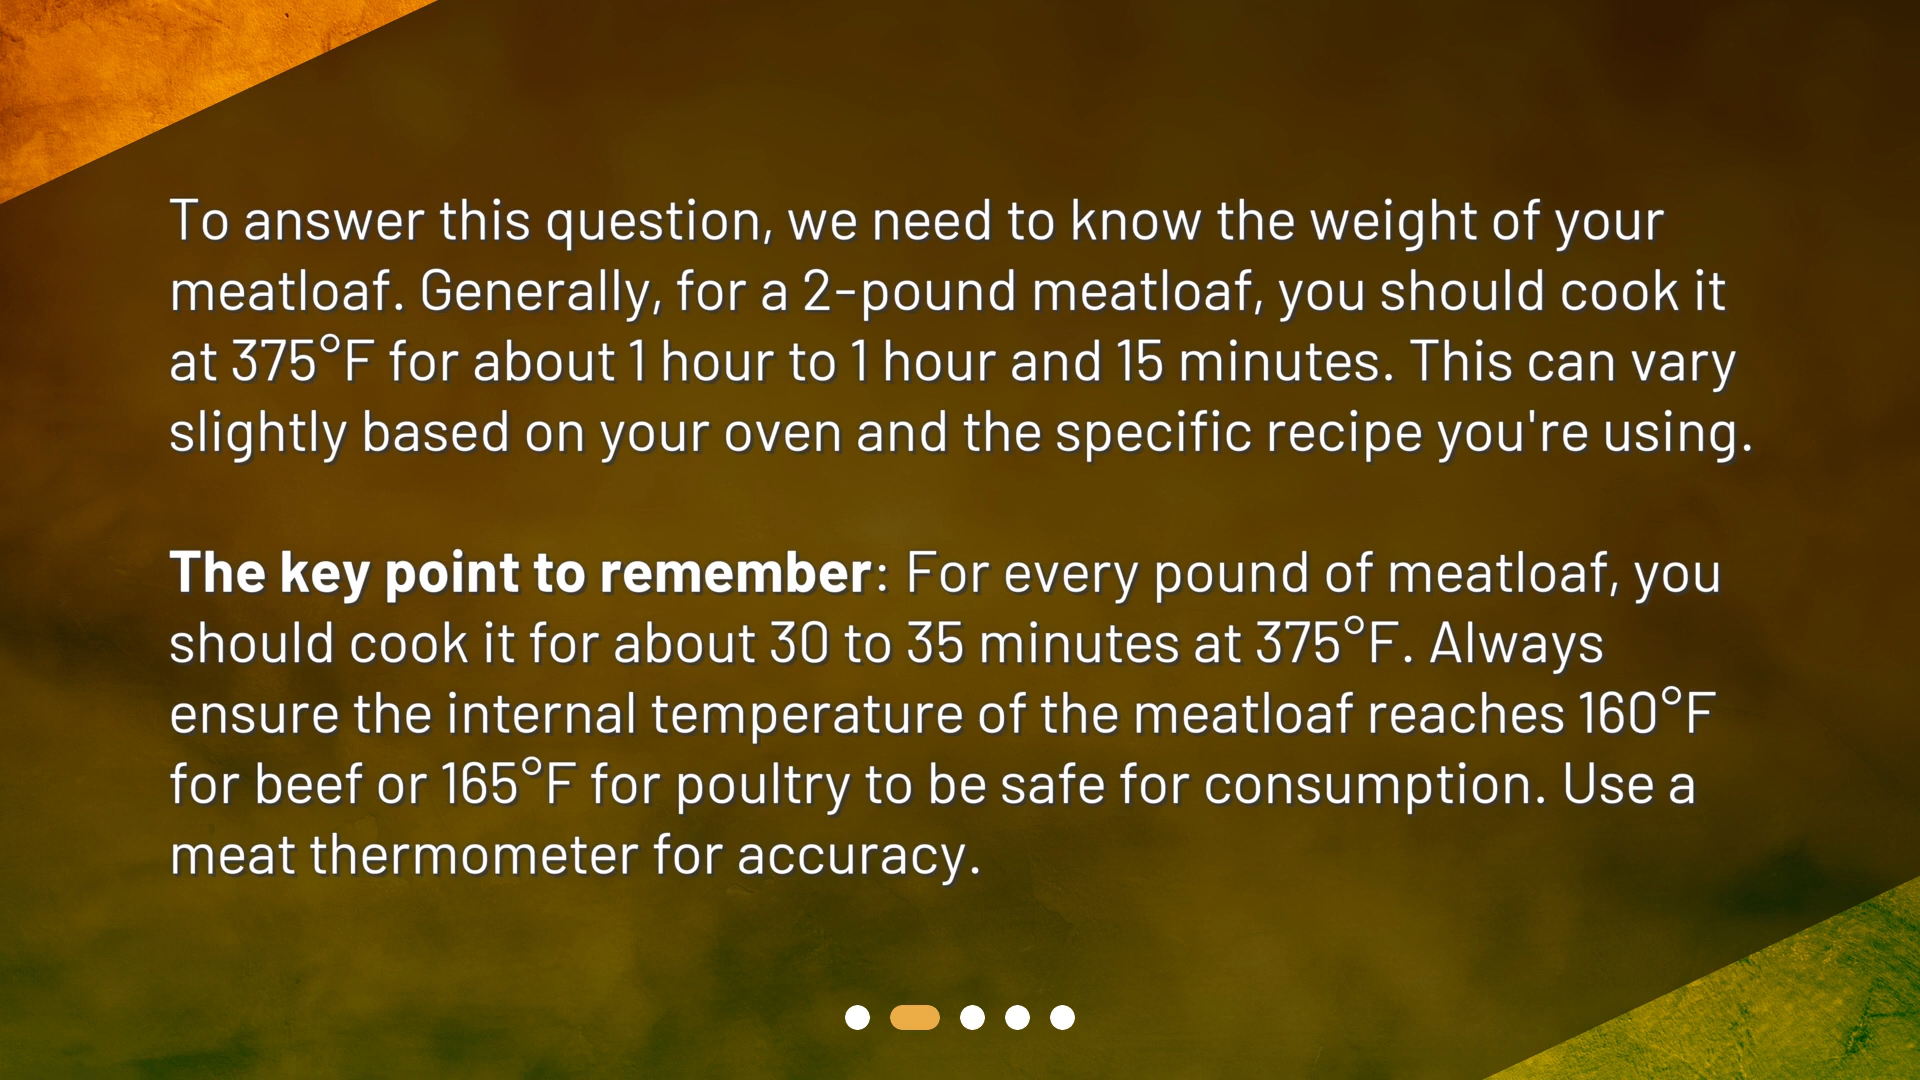 To answer this question, we need to know the weight of your
meatloaf. Generally, for a 2-pound meatloaf, you should cook it
at 375°F for about 1 hour to 1 hour and 15 minutes. This can vary
slightly based on your oven and the specific recipe you're using.
The key point to remember: For every pound of meatloaf, you
should cook it for about 30 to 35 minutes at 375°F. Always
ensure the internal temperature of the meatloaf reaches 160°F
for beef or 165°F for poultry to be safe for consumption. Use a
meat thermometer for accuracy.